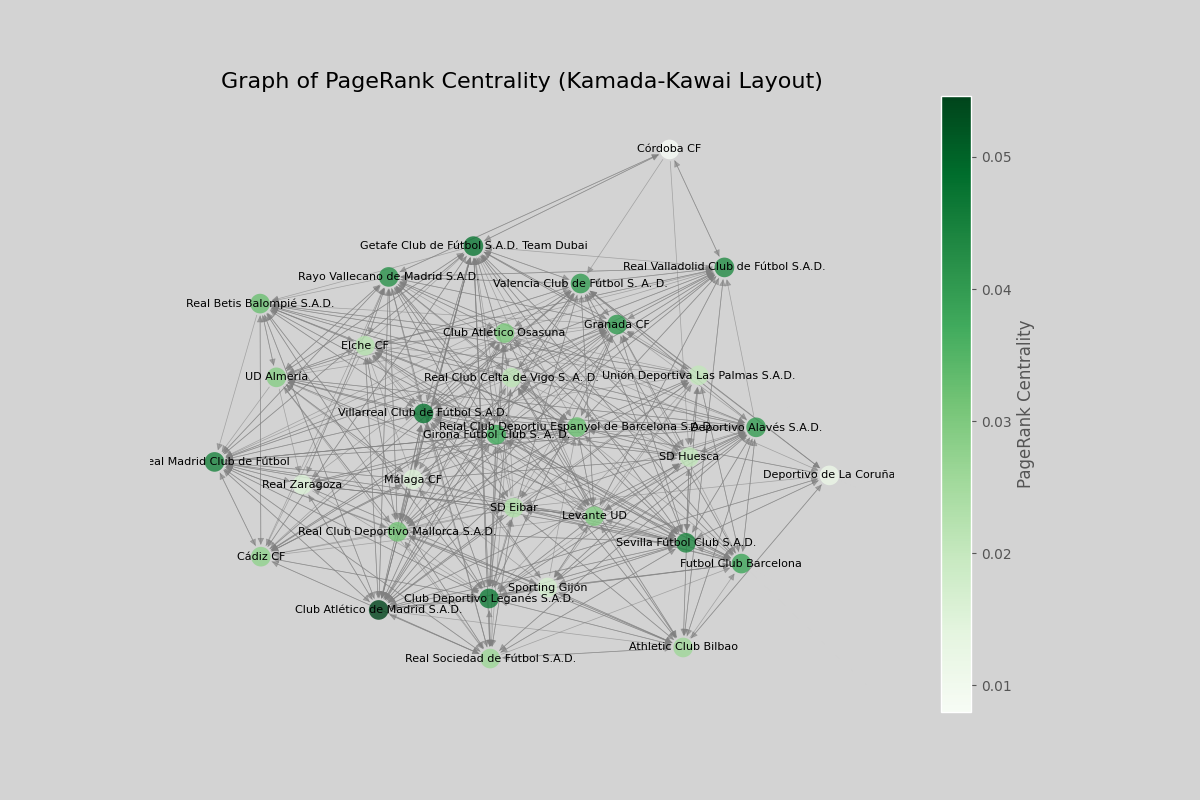 Graph of PageRank Centrality (Kamada-Kawai Layout)
Córdoba CF
Getafe Club de Fútbol S.A.D. Team Dubai
Real Valladolid Club de Fútbol S.A.D.
Rayo Vallecano de Madrid S.A.D.
Valencia Club de Fútbol S. A. D.
Real Betis Balompié S.A.D.
Granada CF
Club Atlético Osasuna
Elche CF
UD Almería
Real Club Celta de Vigo S. A. D.
Unión Deportiva Las Palmas S.A.D.
Villarreal Club de Fútbol S.A.D.
Reial Club Deportiu Espanyol de Barcelona S.A.D.
Deportivo Alavés S.A.D.
Girona Fútbol Club S. A. D.
SD Huesca
eal Madrid Club de Fútbol
Deportivo de La Coruña
Málaga CF
Real Zaragoza
SD Eibar
Levante UD
Real Club Deportivo Mallorca S.A.D.
Sevilla Fútbol Club S.A.D.
Cádiz CF
Futbol Club Barcelona
Sporting Gijón
Club Deportivo Leganés S.A.D.
Club Atlético de Madrid S.A.D.
Athletic Club Bilbao
Real Sociedad de Fútbol S.A.D.
0.05
0.04
0.03
0.02
0.01
PageRank Centrality